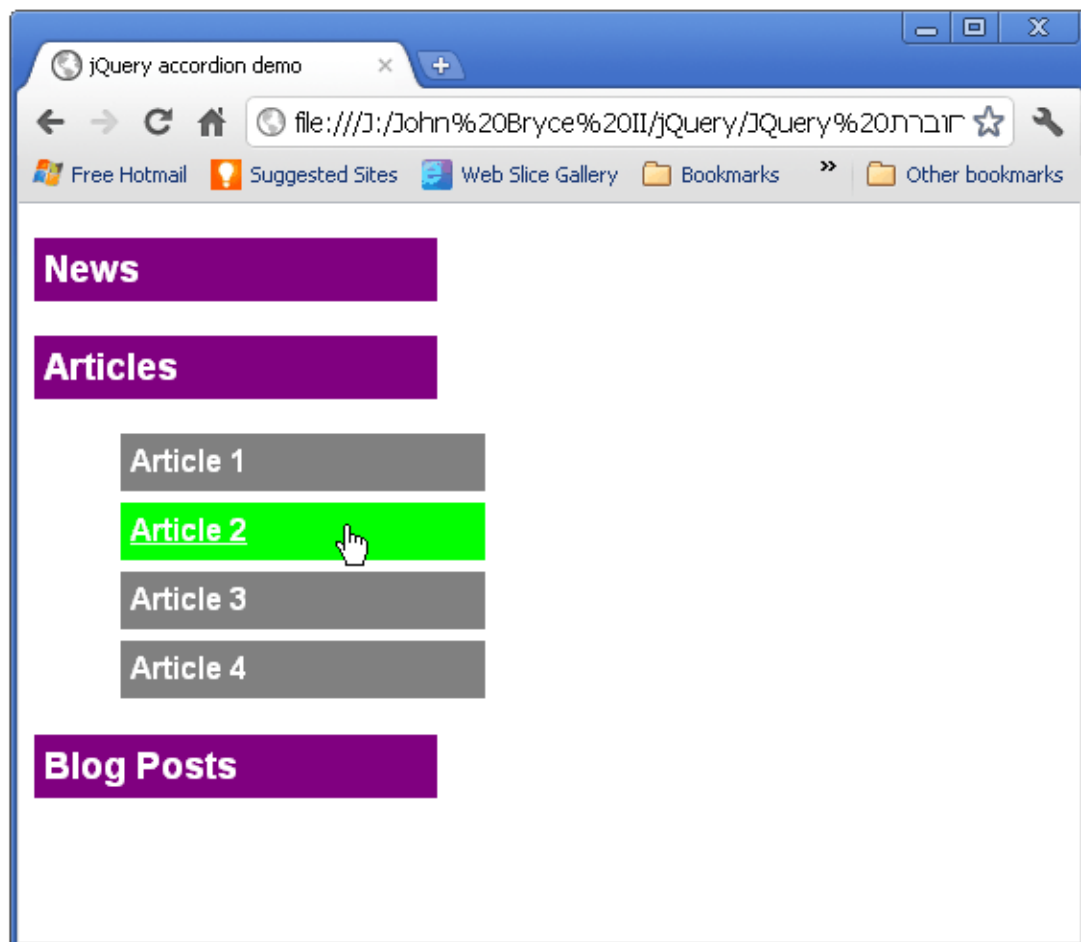 jQuery accordion demo
file:///J:/John%20Bryce%20II/jQuery/JQuery%20חוברת
Free Hotmail Suggested Sites Web Slice Gallery Bookmarks » Other bookmarks
News
Articles
Article 1
Article 2
Article 3
Article 4
Blog Posts